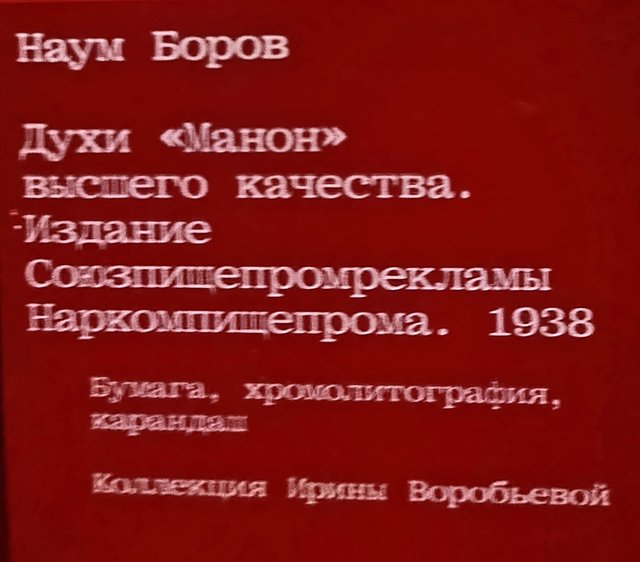 Наум Боров
Духи «Манон»
высшего качества.
Издание
Союзпищепромрекламы
Наркомпищепрома. 1938
Бумага, хромолитография,
карандаш
Коллекция Ирины Воробьевой